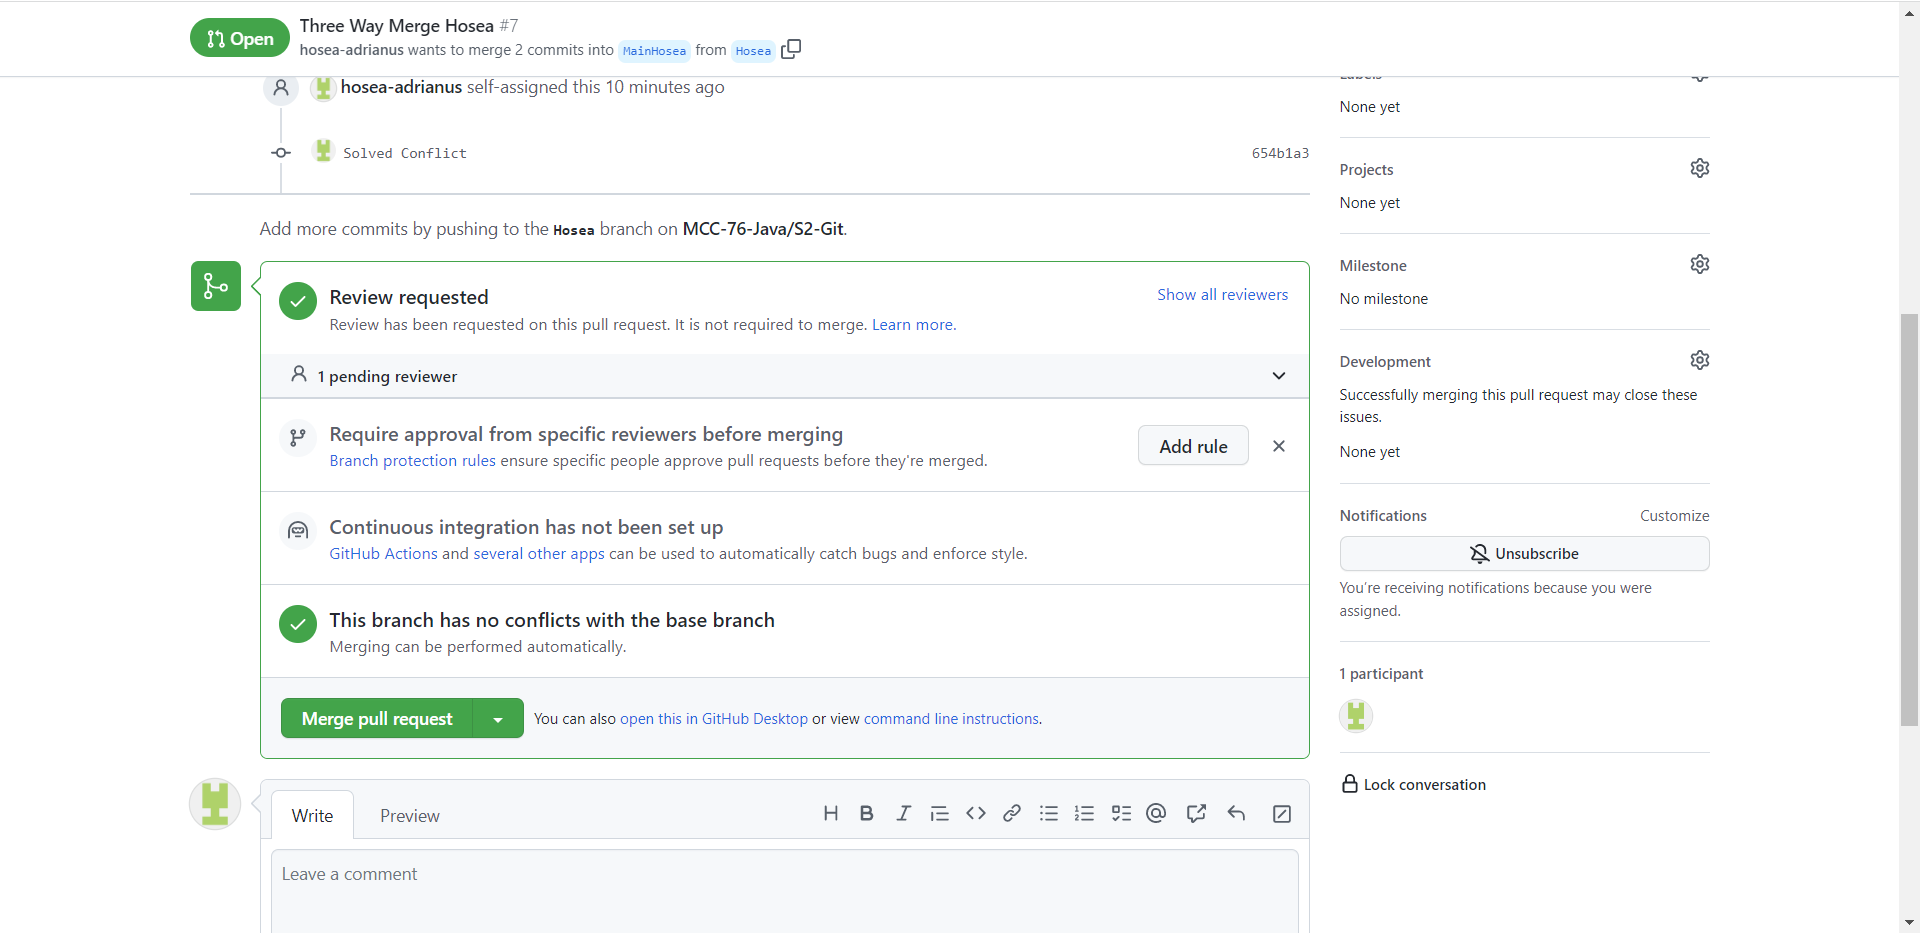 Open
Three Way Merge Hosea #7
hosea-adrianus wants to merge 2 commits into MainHosea from Hosea
hosea-adrianus self-assigned this 10 minutes ago
Solved Conflict 654b1a3
Add more commits by pushing to the Hosea branch on MCC-76-Java/S2-Git.
Review requested
Show all reviewers
Review has been requested on this pull request. It is not required to merge. Learn more.
1 pending reviewer
Require approval from specific reviewers before merging
Branch protection rules ensure specific people approve pull requests before they're merged.
Add rule
Continuous integration has not been set up
GitHub Actions and several other apps can be used to automatically catch bugs and enforce style.
This branch has no conflicts with the base branch
Merging can be performed automatically.
Merge pull request
You can also open this in GitHub Desktop or view command line instructions.
Write
Preview
Leave a comment
Labels
None yet
Projects
None yet
Milestone
No milestone
Development
Successfully merging this pull request may close these
issues.
None yet
Notifications
Customize
Unsubscribe
You're receiving notifications because you were
assigned.
1 participant
Lock conversation